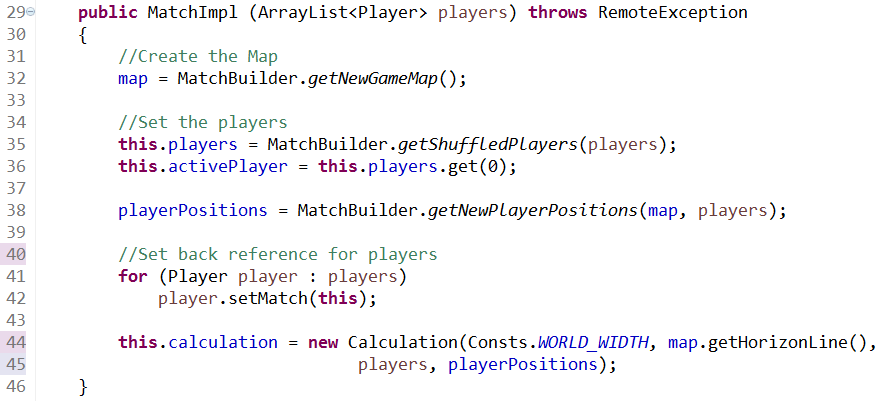 29 public MatchImpl (ArrayList<Player> players) throws RemoteException
30 {
31 //Create the Map
32 map = MatchBuilder.getNewGameMap();
33
34 //Set the players
35 this.players = MatchBuilder.getShuffledPlayers(players);
36 this.activePlayer = this.players.get(0);
37
38 playerPositions = MatchBuilder.getNewPlayerPositions(map, players);
39
40 //Set back reference for players
41 for (Player player : players)
42 player.setMatch(this);
43
44 this.calculation = new Calculation(Consts.WORLD_WIDTH, map.getHorizonLine(),
45 players, playerPositions);
46 }